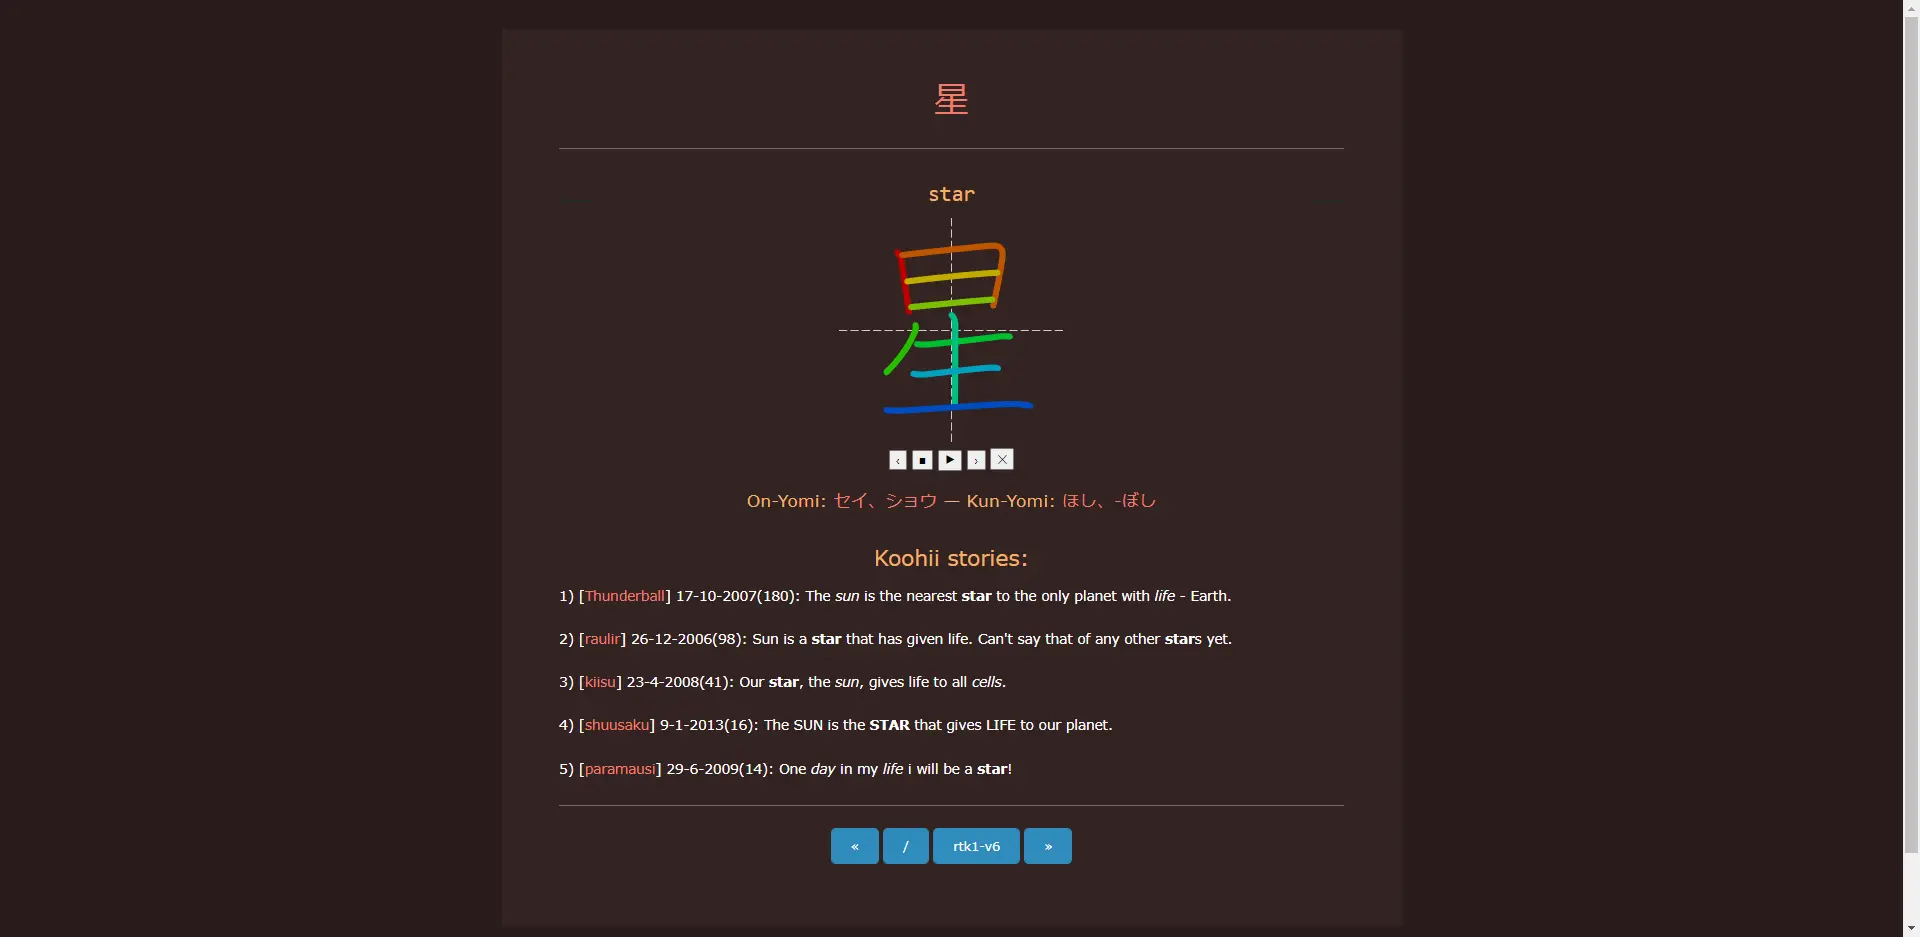 星
star
星
‹ ■ ▶ › ×
On-Yomi: セイ、ショウ — Kun-Yomi: ほし、-ぼし
Koohii stories:
1) [Thunderball] 17-10-2007(180): The sun is the nearest star to the only planet with life - Earth.
2) [raulir] 26-12-2006(98): Sun is a star that has given life. Can't say that of any other stars yet.
3) [kiisu] 23-4-2008(41): Our star, the sun, gives life to all cells.
4) [shuusaku] 9-1-2013(16): The SUN is the STAR that gives LIFE to our planet.
5) [paramausi] 29-6-2009(14): One day in my life i will be a star!
« / rtk1-v6 »